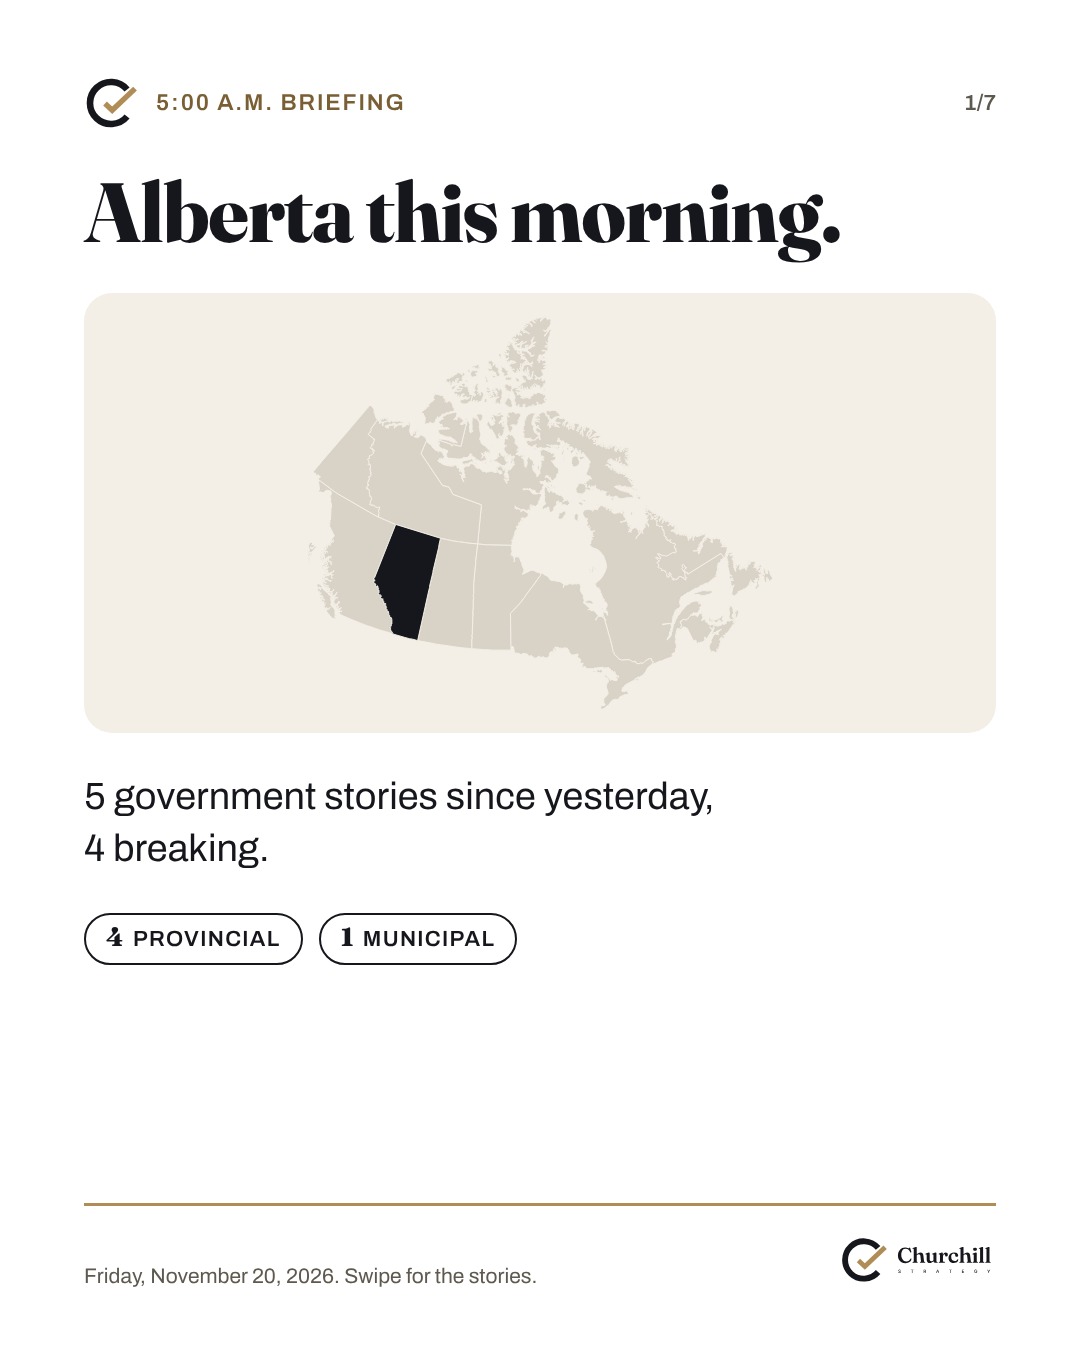 5:00 A.M. BRIEFING
1/7
Alberta this morning.
5 government stories since yesterday,
4 breaking.
4 PROVINCIAL
1 MUNICIPAL
Friday, November 20, 2026. Swipe for the stories.
Churchill
STRATEGY